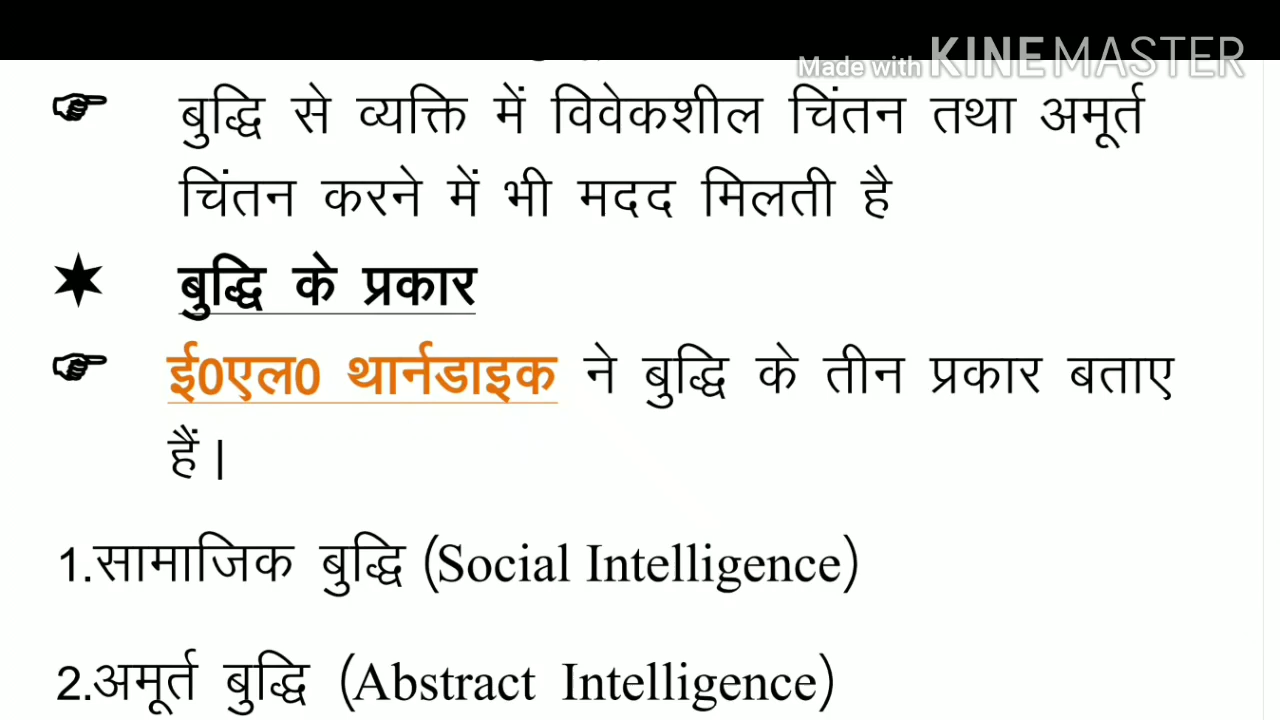 Made with KINEMASTER
☞ बुद्धि से व्यक्ति में विवेकशील चिंतन तथा अमूर्त
चिंतन करने में भी मदद मिलती है
✶ बुद्धि के प्रकार
☞ ई0एल0 थार्नडाइक ने बुद्धि के तीन प्रकार बताए
हैं।
1.सामाजिक बुद्धि (Social Intelligence)
2.अमूर्त बुद्धि (Abstract Intelligence)